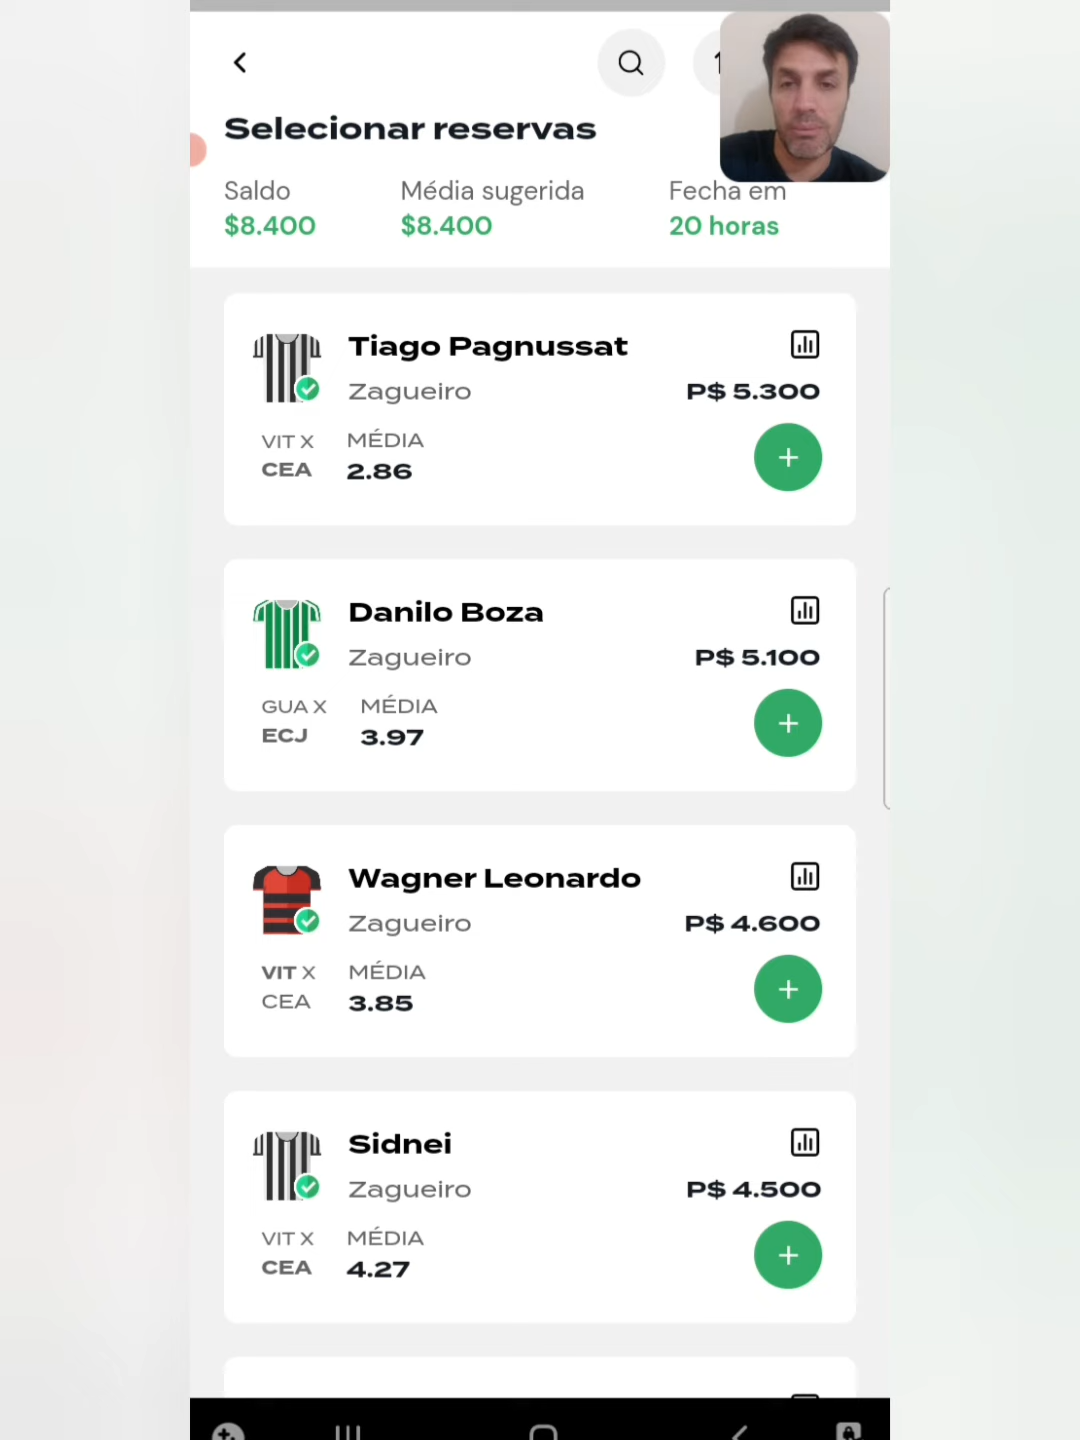 Selecionar reservas
Saldo
Média sugerida
Fecha em
$8.400
$8.400
20 horas
Tiago Pagnussat
Zagueiro
P$ 5.300
VIT X
MÉDIA
CEA
2.86
Danilo Boza
Zagueiro
P$ 5.100
GUA X
MÉDIA
ECJ
3.97
Wagner Leonardo
Zagueiro
P$ 4.600
VIT X
MÉDIA
CEA
3.85
Sidnei
Zagueiro
P$ 4.500
VIT X
MÉDIA
CEA
4.27